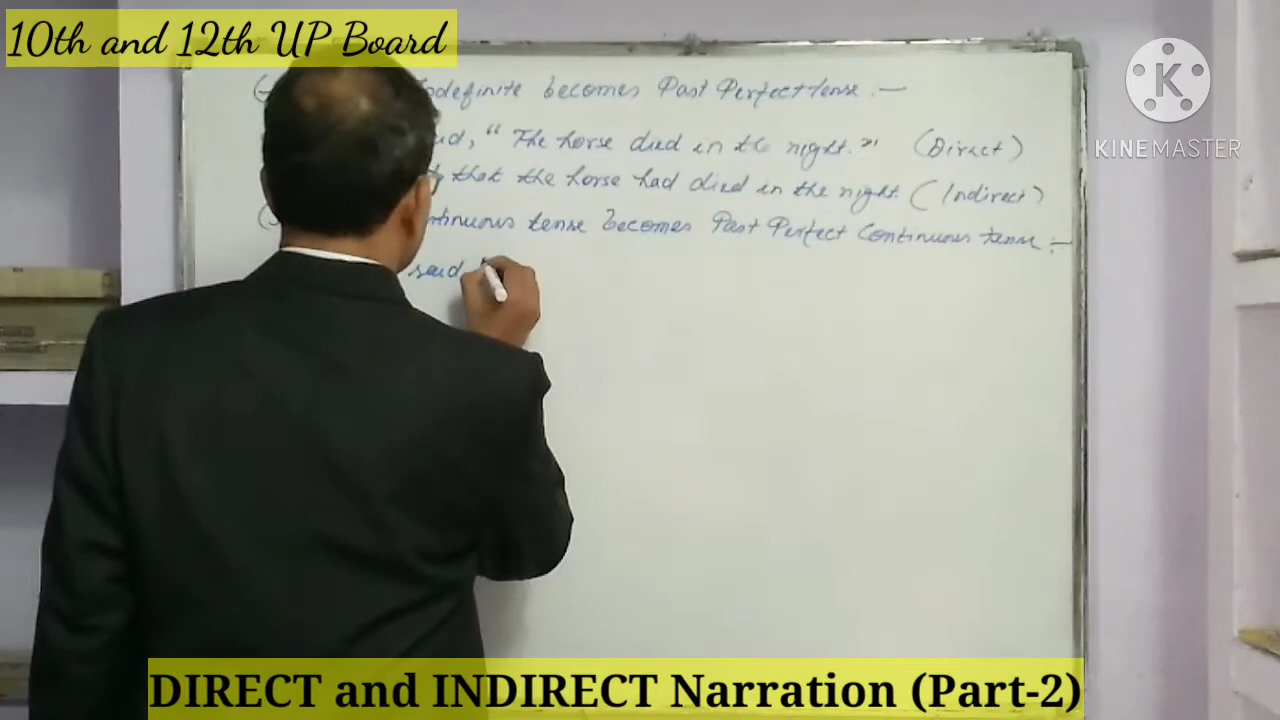 10th and 12th UP Board
K
KINEMASTER
indefinite becomes Past Perfect tense :—
"The horse died in the night." (Direct)
that the horse had died in the night. (Indirect)
tense becomes Past Perfect Continuous tense :—
said "
DIRECT and INDIRECT Narration (Part-2)